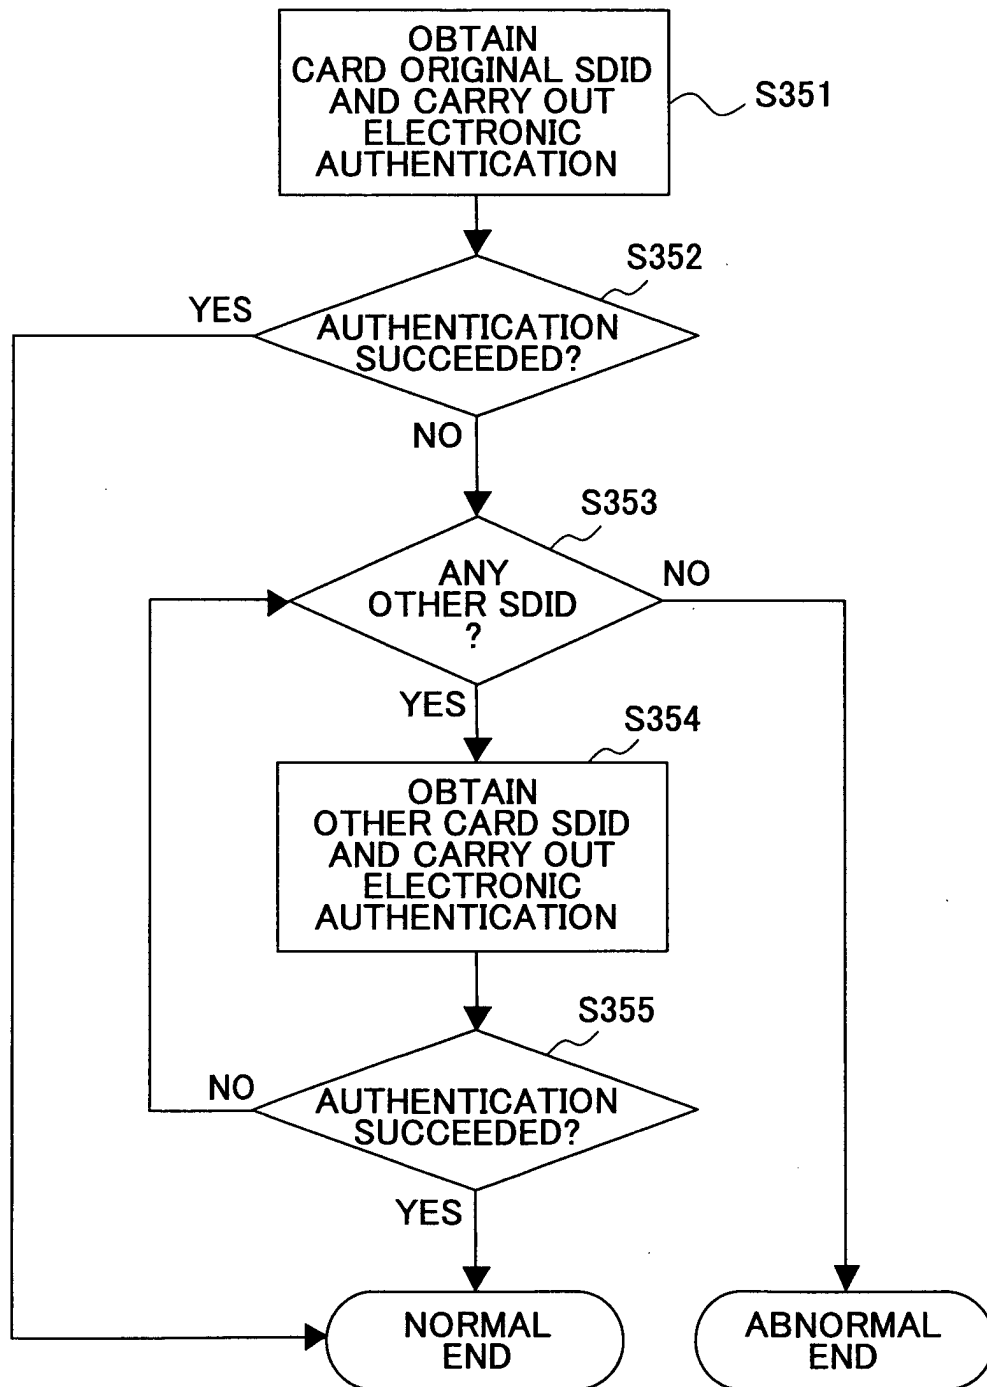 OBTAIN
CARD ORIGINAL SDID
AND CARRY OUT
ELECTRONIC
AUTHENTICATION
S351
S352
YES
AUTHENTICATION
SUCCEEDED?
NO
S353
ANY
OTHER SDID
?
NO
YES
S354
OBTAIN
OTHER CARD SDID
AND CARRY OUT
ELECTRONIC
AUTHENTICATION
S355
NO
AUTHENTICATION
SUCCEEDED?
YES
NORMAL
END
ABNORMAL
END